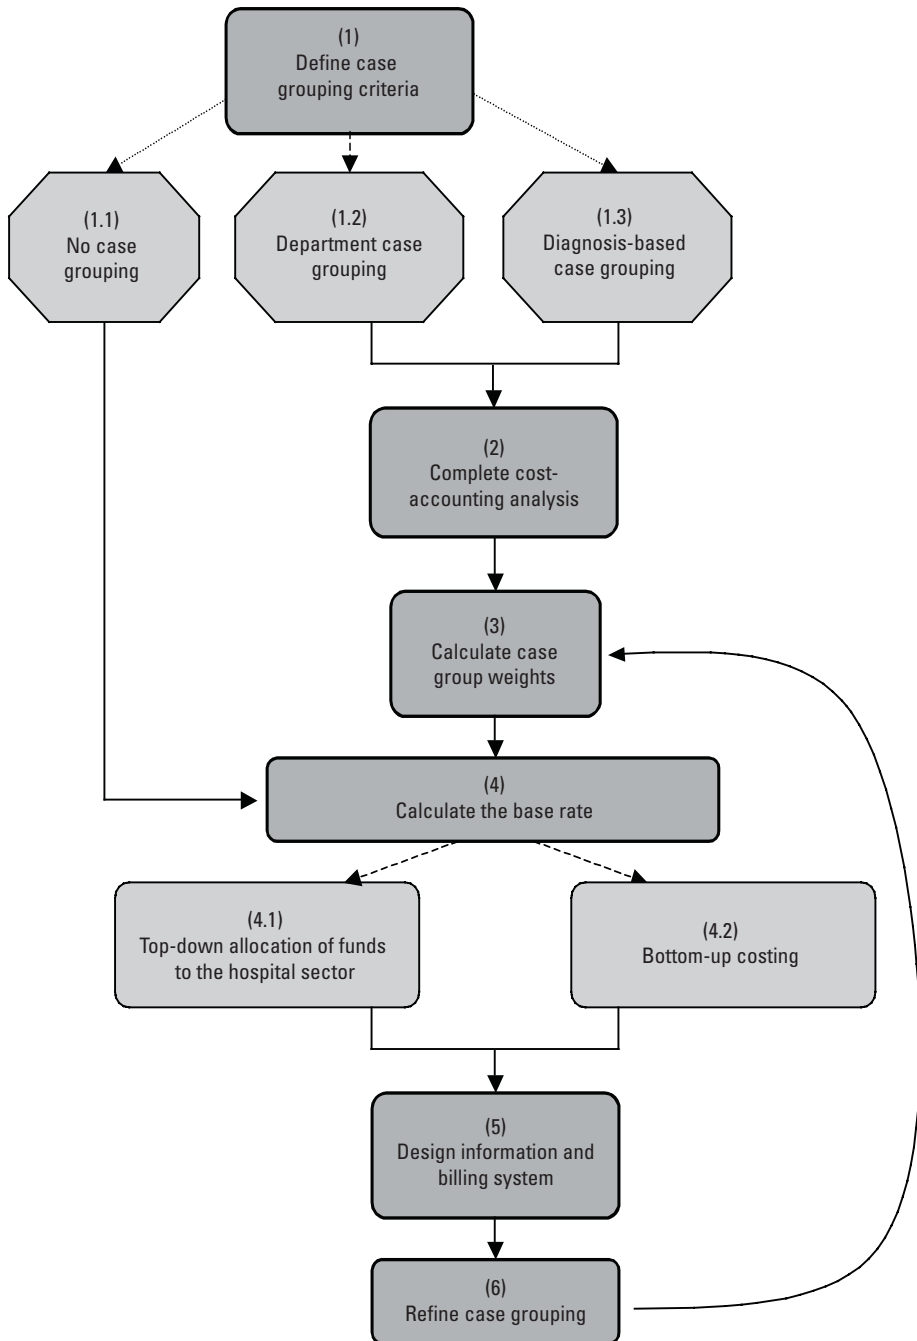 (1)
Define case
grouping criteria
(1.1)
No case
grouping
(1.2)
Department case
grouping
(1.3)
Diagnosis-based
case grouping
(2)
Complete cost-
accounting analysis
(3)
Calculate case
group weights
(4)
Calculate the base rate
(4.1)
Top-down allocation of funds
to the hospital sector
(4.2)
Bottom-up costing
(5)
Design information and
billing system
(6)
Refine case grouping